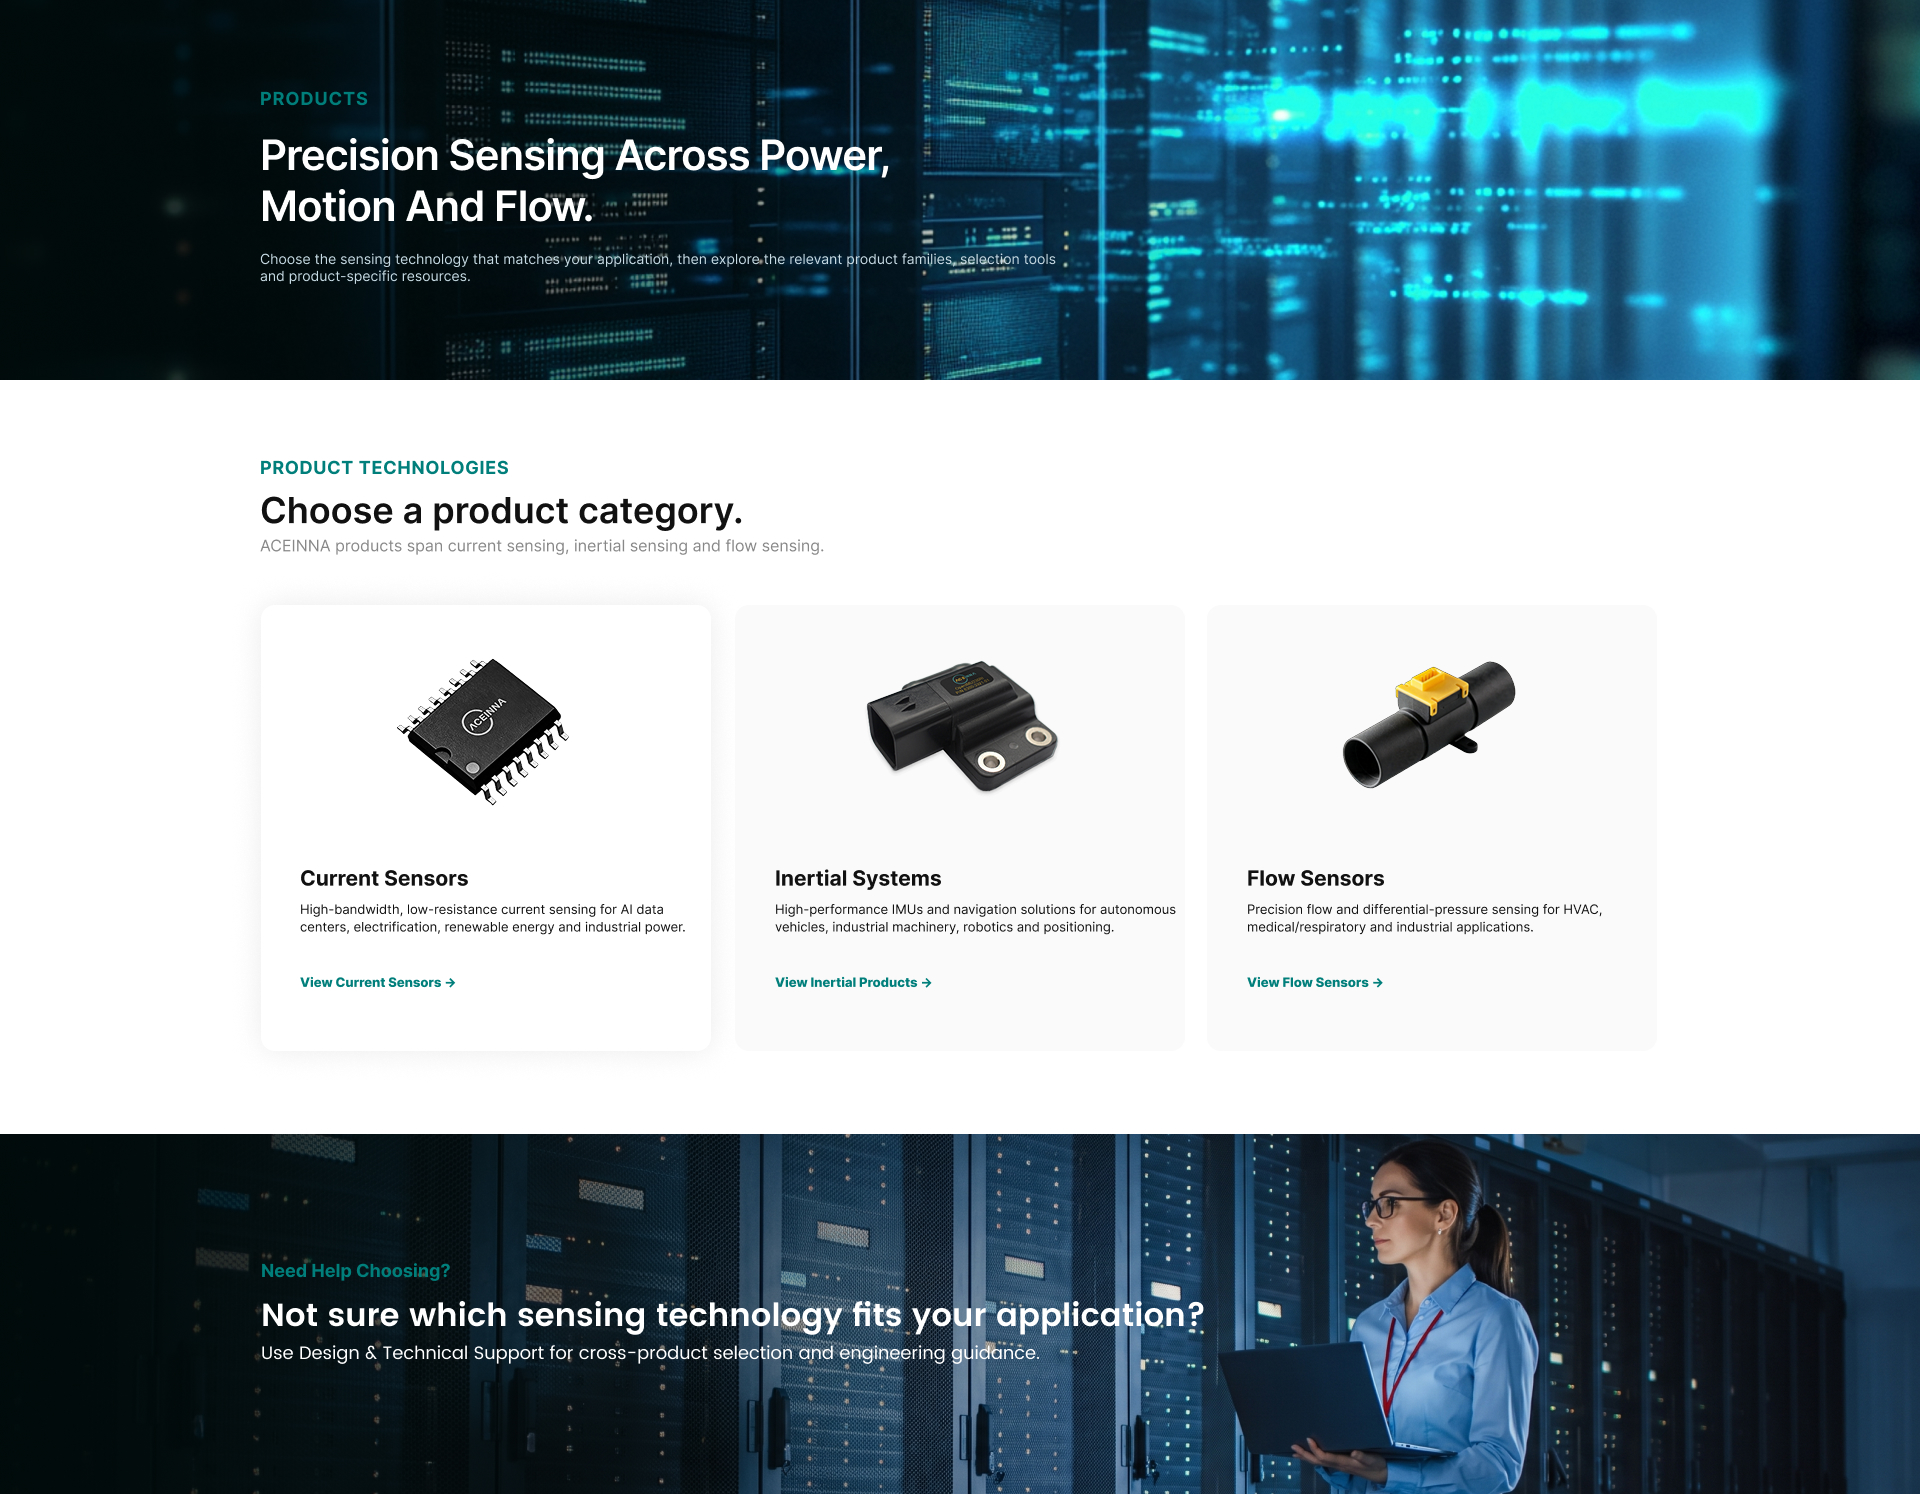 PRODUCTS
Precision Sensing Across Power,
Motion And Flow.
Choose the sensing technology that matches your application, then explore the relevant product families, selection tools
and product-specific resources.
PRODUCT TECHNOLOGIES
Choose a product category.
ACEINNA products span current sensing, inertial sensing and flow sensing.
ACEINNA
Current Sensors
High-bandwidth, low-resistance current sensing for AI data
centers, electrification, renewable energy and industrial power.
View Current Sensors →
Inertial Systems
High-performance IMUs and navigation solutions for autonomous
vehicles, industrial machinery, robotics and positioning.
View Inertial Products →
Flow Sensors
Precision flow and differential-pressure sensing for HVAC,
medical/respiratory and industrial applications.
View Flow Sensors →
Need Help Choosing?
Not sure which sensing technology fits your application?
Use Design & Technical Support for cross-product selection and engineering guidance.